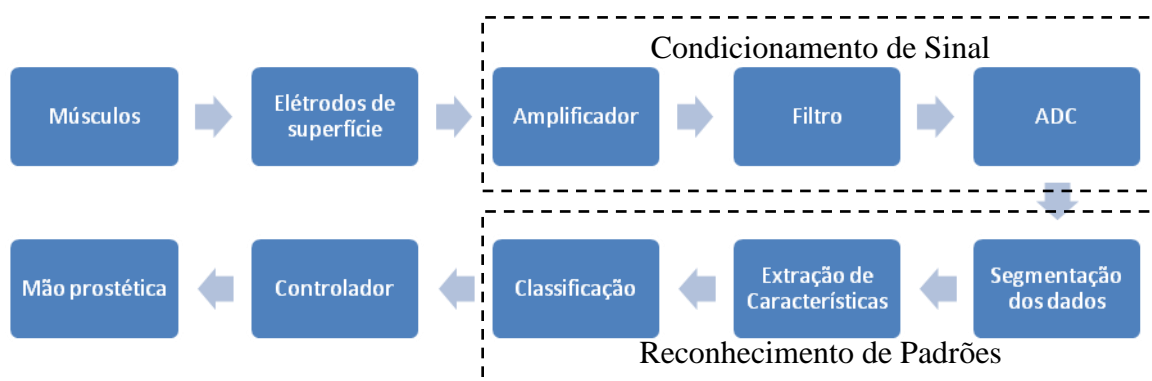 Condicionamento de Sinal
Músculos
Elétrodos de
superfície
Amplificador
Filtro
ADC
Segmentação
dos dados
Extração de
Características
Classificação
Controlador
Mão prostética
Reconhecimento de Padrões